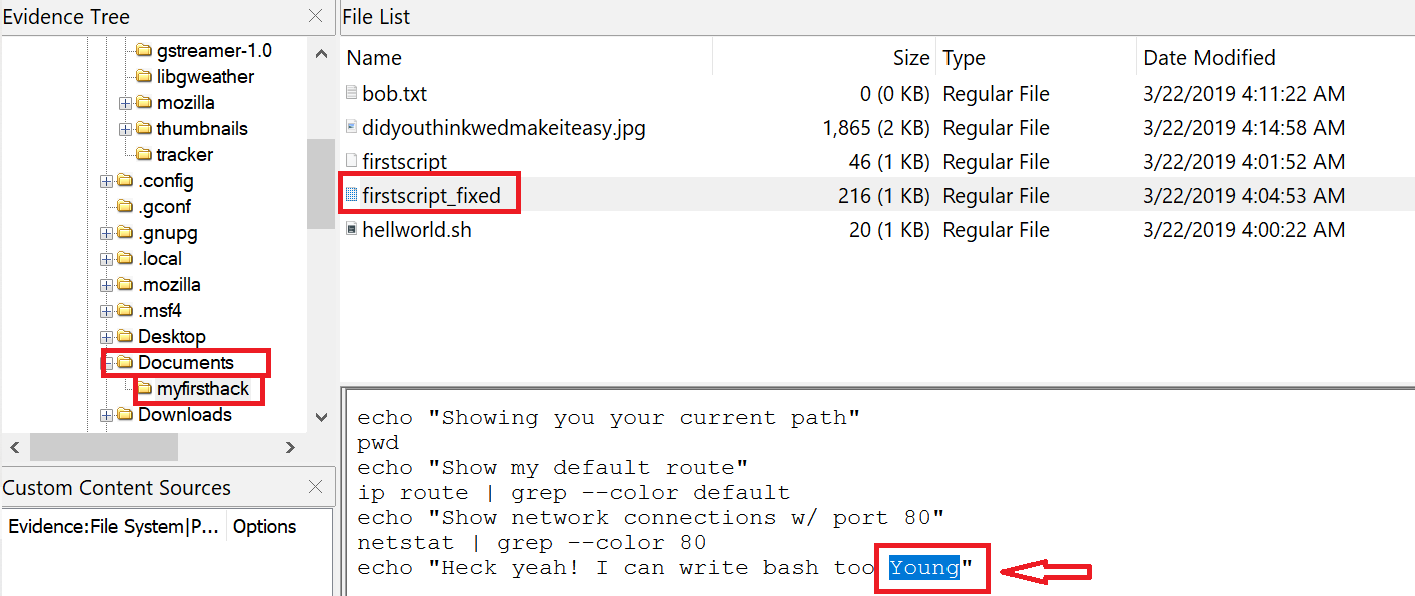 Evidence Tree
gstreamer-1.0
libgweather
mozilla
thumbnails
tracker
.config
.gconf
.gnupg
.local
.mozilla
.msf4
Desktop
Documents
myfirsthack
Downloads
Custom Content Sources
Evidence:File System|P... Options
File List
Name Size Type Date Modified
bob.txt 0 (0 KB) Regular File 3/22/2019 4:11:22 AM
didyouthinkwedmakeiteasy.jpg 1,865 (2 KB) Regular File 3/22/2019 4:14:58 AM
firstscript 46 (1 KB) Regular File 3/22/2019 4:01:52 AM
firstscript_fixed 216 (1 KB) Regular File 3/22/2019 4:04:53 AM
hellworld.sh 20 (1 KB) Regular File 3/22/2019 4:00:22 AM
echo "Showing you your current path"
pwd
echo "Show my default route"
ip route | grep --color default
echo "Show network connections w/ port 80"
netstat | grep --color 80
echo "Heck yeah! I can write bash too Young"